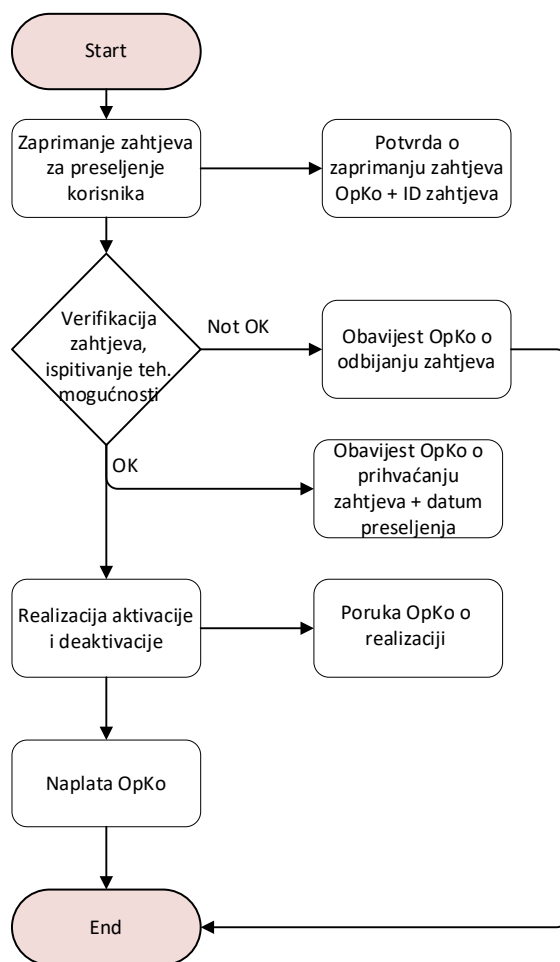 Start
Zaprimanje zahtjeva
za preseljenje
korisnika
Potvrda o
zaprimanju zahtjeva
OpKo + ID zahtjeva
Verifikacija
zahtjeva,
ispitivanje teh.
mogućnosti
Not OK
Obavijest OpKo o
odbijanju zahtjeva
OK
Obavijest OpKo o
prihvaćanju
zahtjeva + datum
preseljenja
Realizacija aktivacije
i deaktivacije
Poruka OpKo o
realizaciji
Naplata OpKo
End